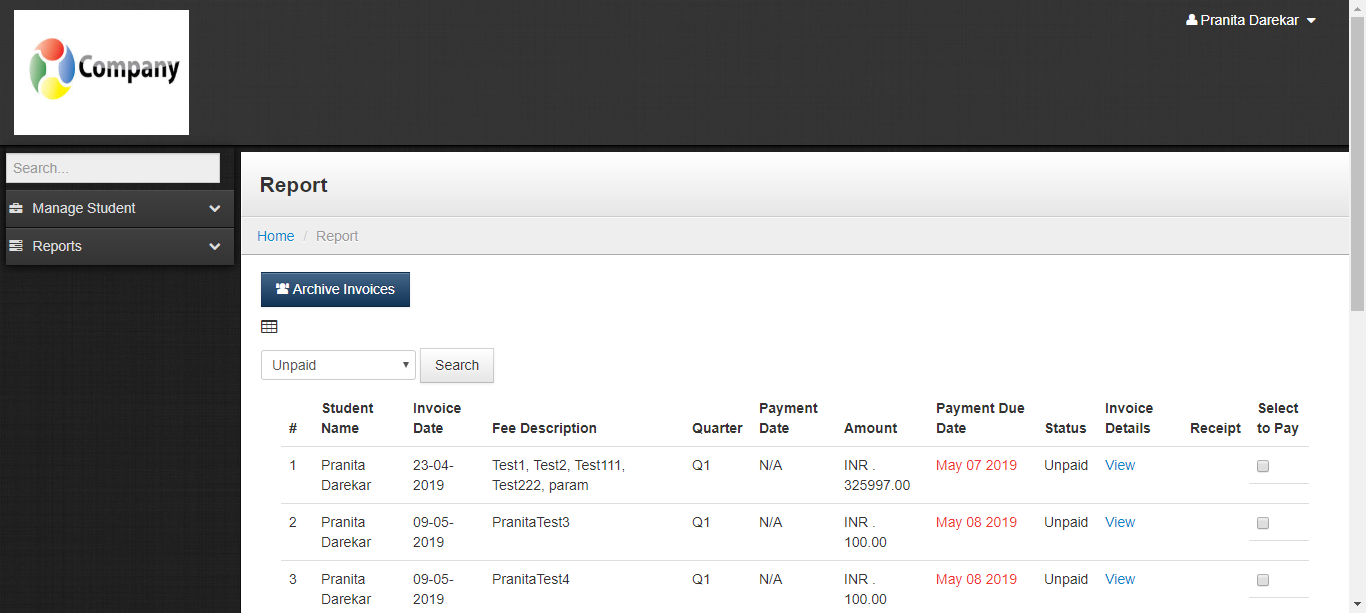 Company
Pranita Darekar
Search...
Manage Student
Reports
Report
Home / Report
Archive Invoices
Unpaid
Search
# Student Name Invoice Date Fee Description Quarter Payment Date Amount Payment Due Date Status Invoice Details Receipt Select to Pay
1 Pranita Darekar 23-04-2019 Test1, Test2, Test111, Test222, param Q1 N/A INR . 325997.00 May 07 2019 Unpaid View
2 Pranita Darekar 09-05-2019 PranitaTest3 Q1 N/A INR . 100.00 May 08 2019 Unpaid View
3 Pranita Darekar 09-05-2019 PranitaTest4 Q1 N/A INR . 100.00 May 08 2019 Unpaid View